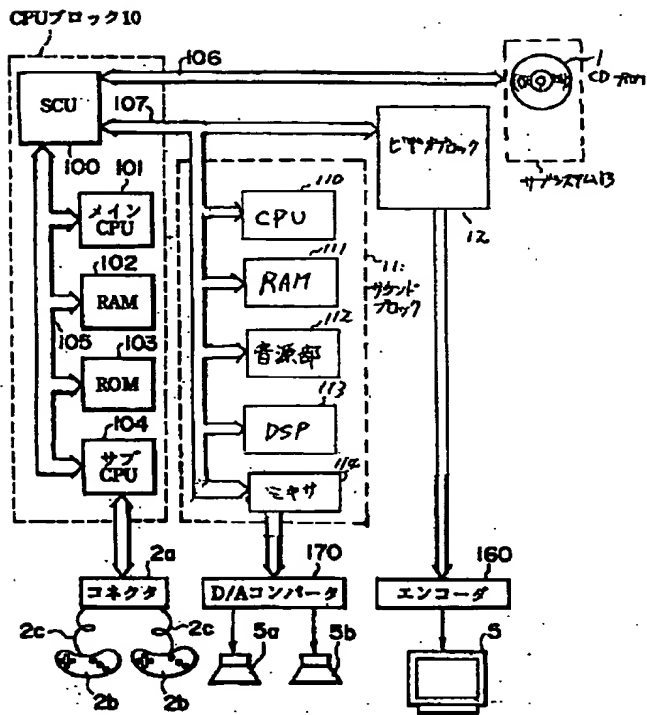 CPUブロック10
106
1
CD ROM
SCU
107
ビデオブロック
サブシステム13
100
101
メイン
CPU
110
CPU
12
102
RAM
111
RAM
11:
サウンド
ブロック
105
103
ROM
112
音源部
104
サブ
CPU
113
DSP
114
ミキサ
2a
コネクタ
170
D/Aコンバータ
160
エンコーダ
2c
2c
5a
5b
5
2b
2b